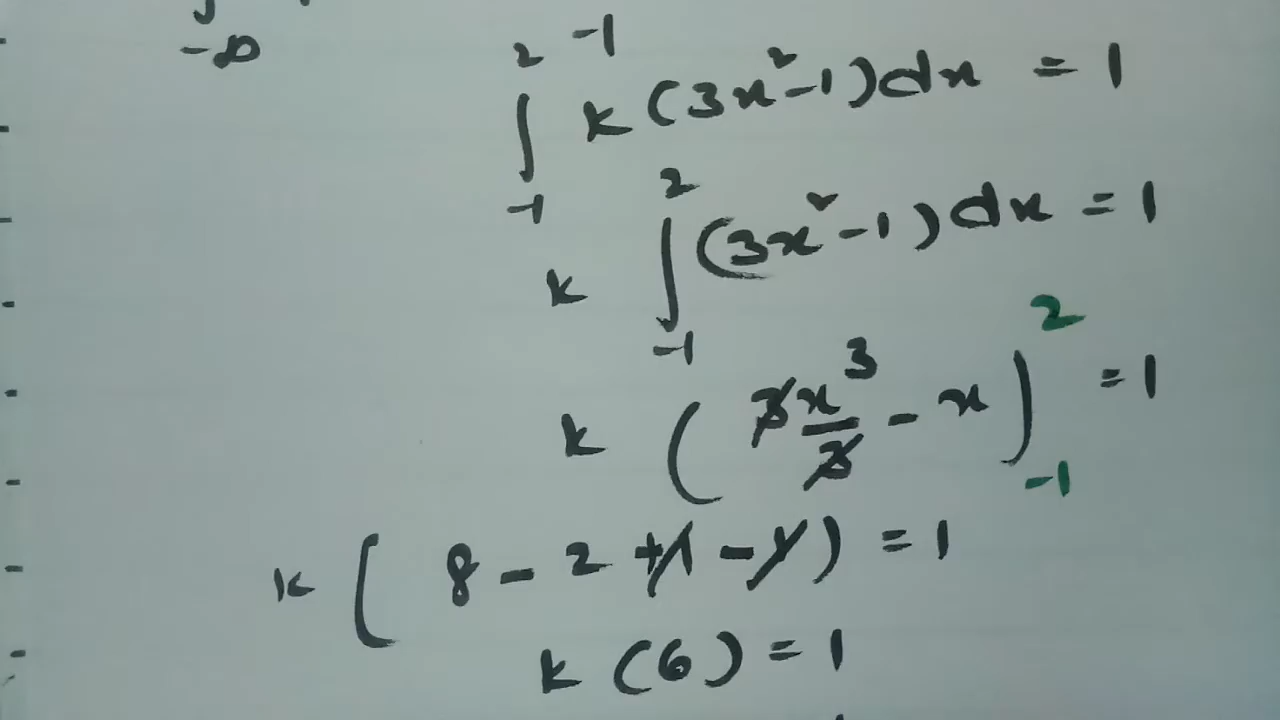 -∞
∫₋₁² k (3x²-1)dx = 1
k ∫₋₁² (3x²-1)dx = 1
k (3x³/3 - x)₋₁² = 1
k ( 8 - 2 +1 - 1 ) = 1
k (6) = 1